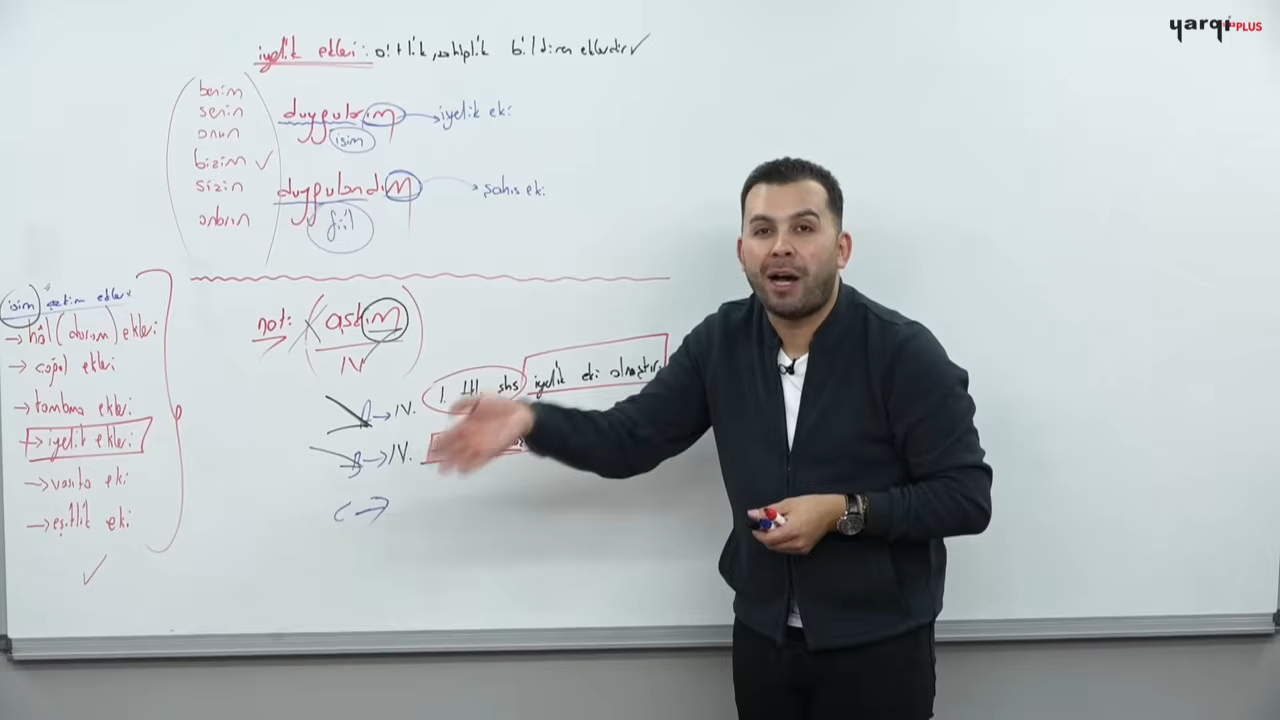 yargı PLUS
iyelik ekleri: aitlik, sahiplik bildiren eklerdir ✓
benim
senin
onun
bizim ✓
sizin
onların
duygularım → iyelik eki
isim
duygulandım → şahıs eki
fiil
isim çekim ekleri
→ hâl (durum) ekleri
→ çoğul ekleri
→ tamlama ekleri
→ iyelik ekleri
→ vasıta eki
→ eşitlik eki
✓
not: (aşkım)
IV
→ IV. 1. tkl şhs iyelik eki almıştır.
B → IV.
C →